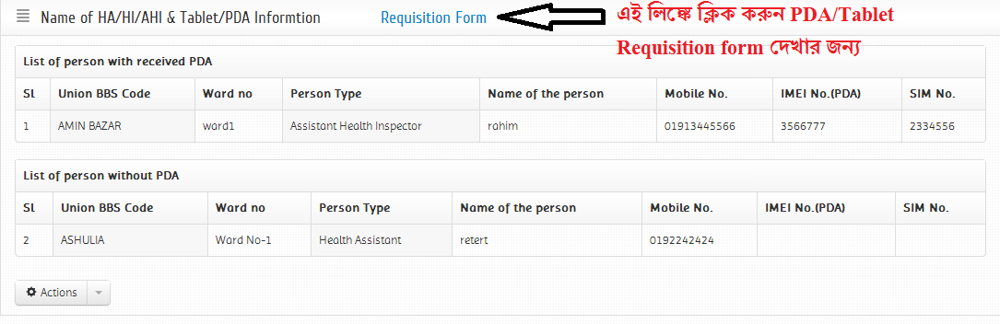 Name of HA/HI/AHI & Tablet/PDA Informtion Requisition Form এই লিঙ্কে ক্লিক করুন PDA/Tablet
Requisition form দেখার জন্য
List of person with received PDA
Sl Union BBS Code Ward no Person Type Name of the person Mobile No. IMEI No.(PDA) SIM No.
1 AMIN BAZAR ward1 Assistant Health Inspector rahim 01913445566 3566777 2334556
List of person without PDA
Sl Union BBS Code Ward no Person Type Name of the person Mobile No. IMEI No.(PDA) SIM No.
2 ASHULIA Ward No-1 Health Assistant retert 0192242424
Actions